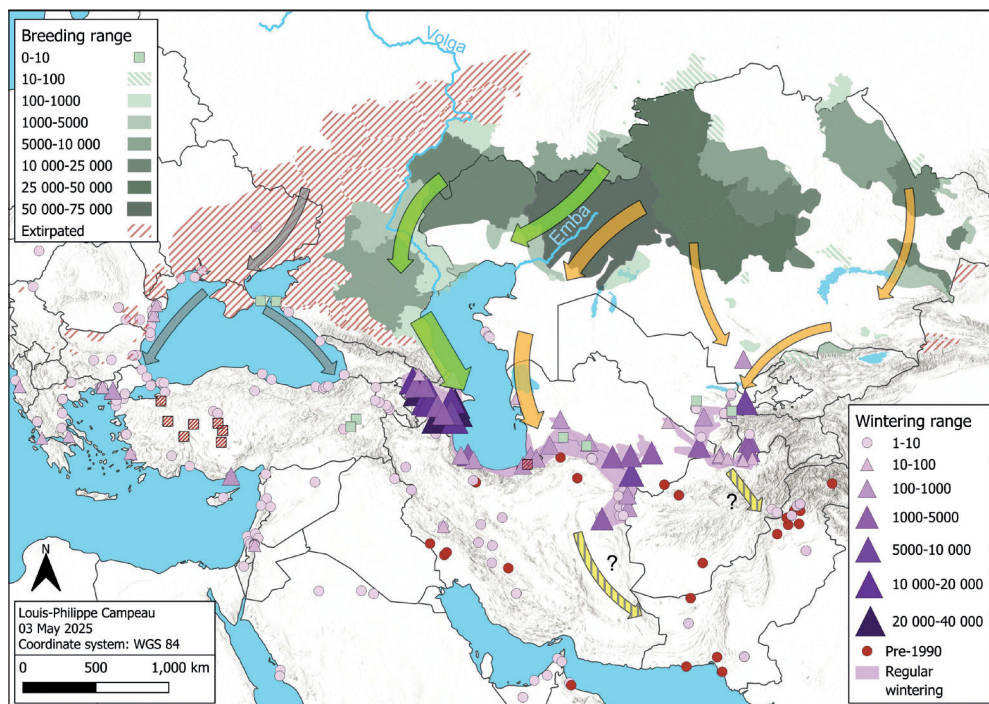 Breeding range
0-10
10-100
100-1000
1000-5000
5000-10 000
10 000-25 000
25 000-50 000
50 000-75 000
Extirpated
Volga
Emba
?
?
N
Louis-Philippe Campeau
03 May 2025
Coordinate system: WGS 84
0 500 1,000 km
Wintering range
1-10
10-100
100-1000
1000-5000
5000-10 000
10 000-20 000
20 000-40 000
Pre-1990
Regular
wintering